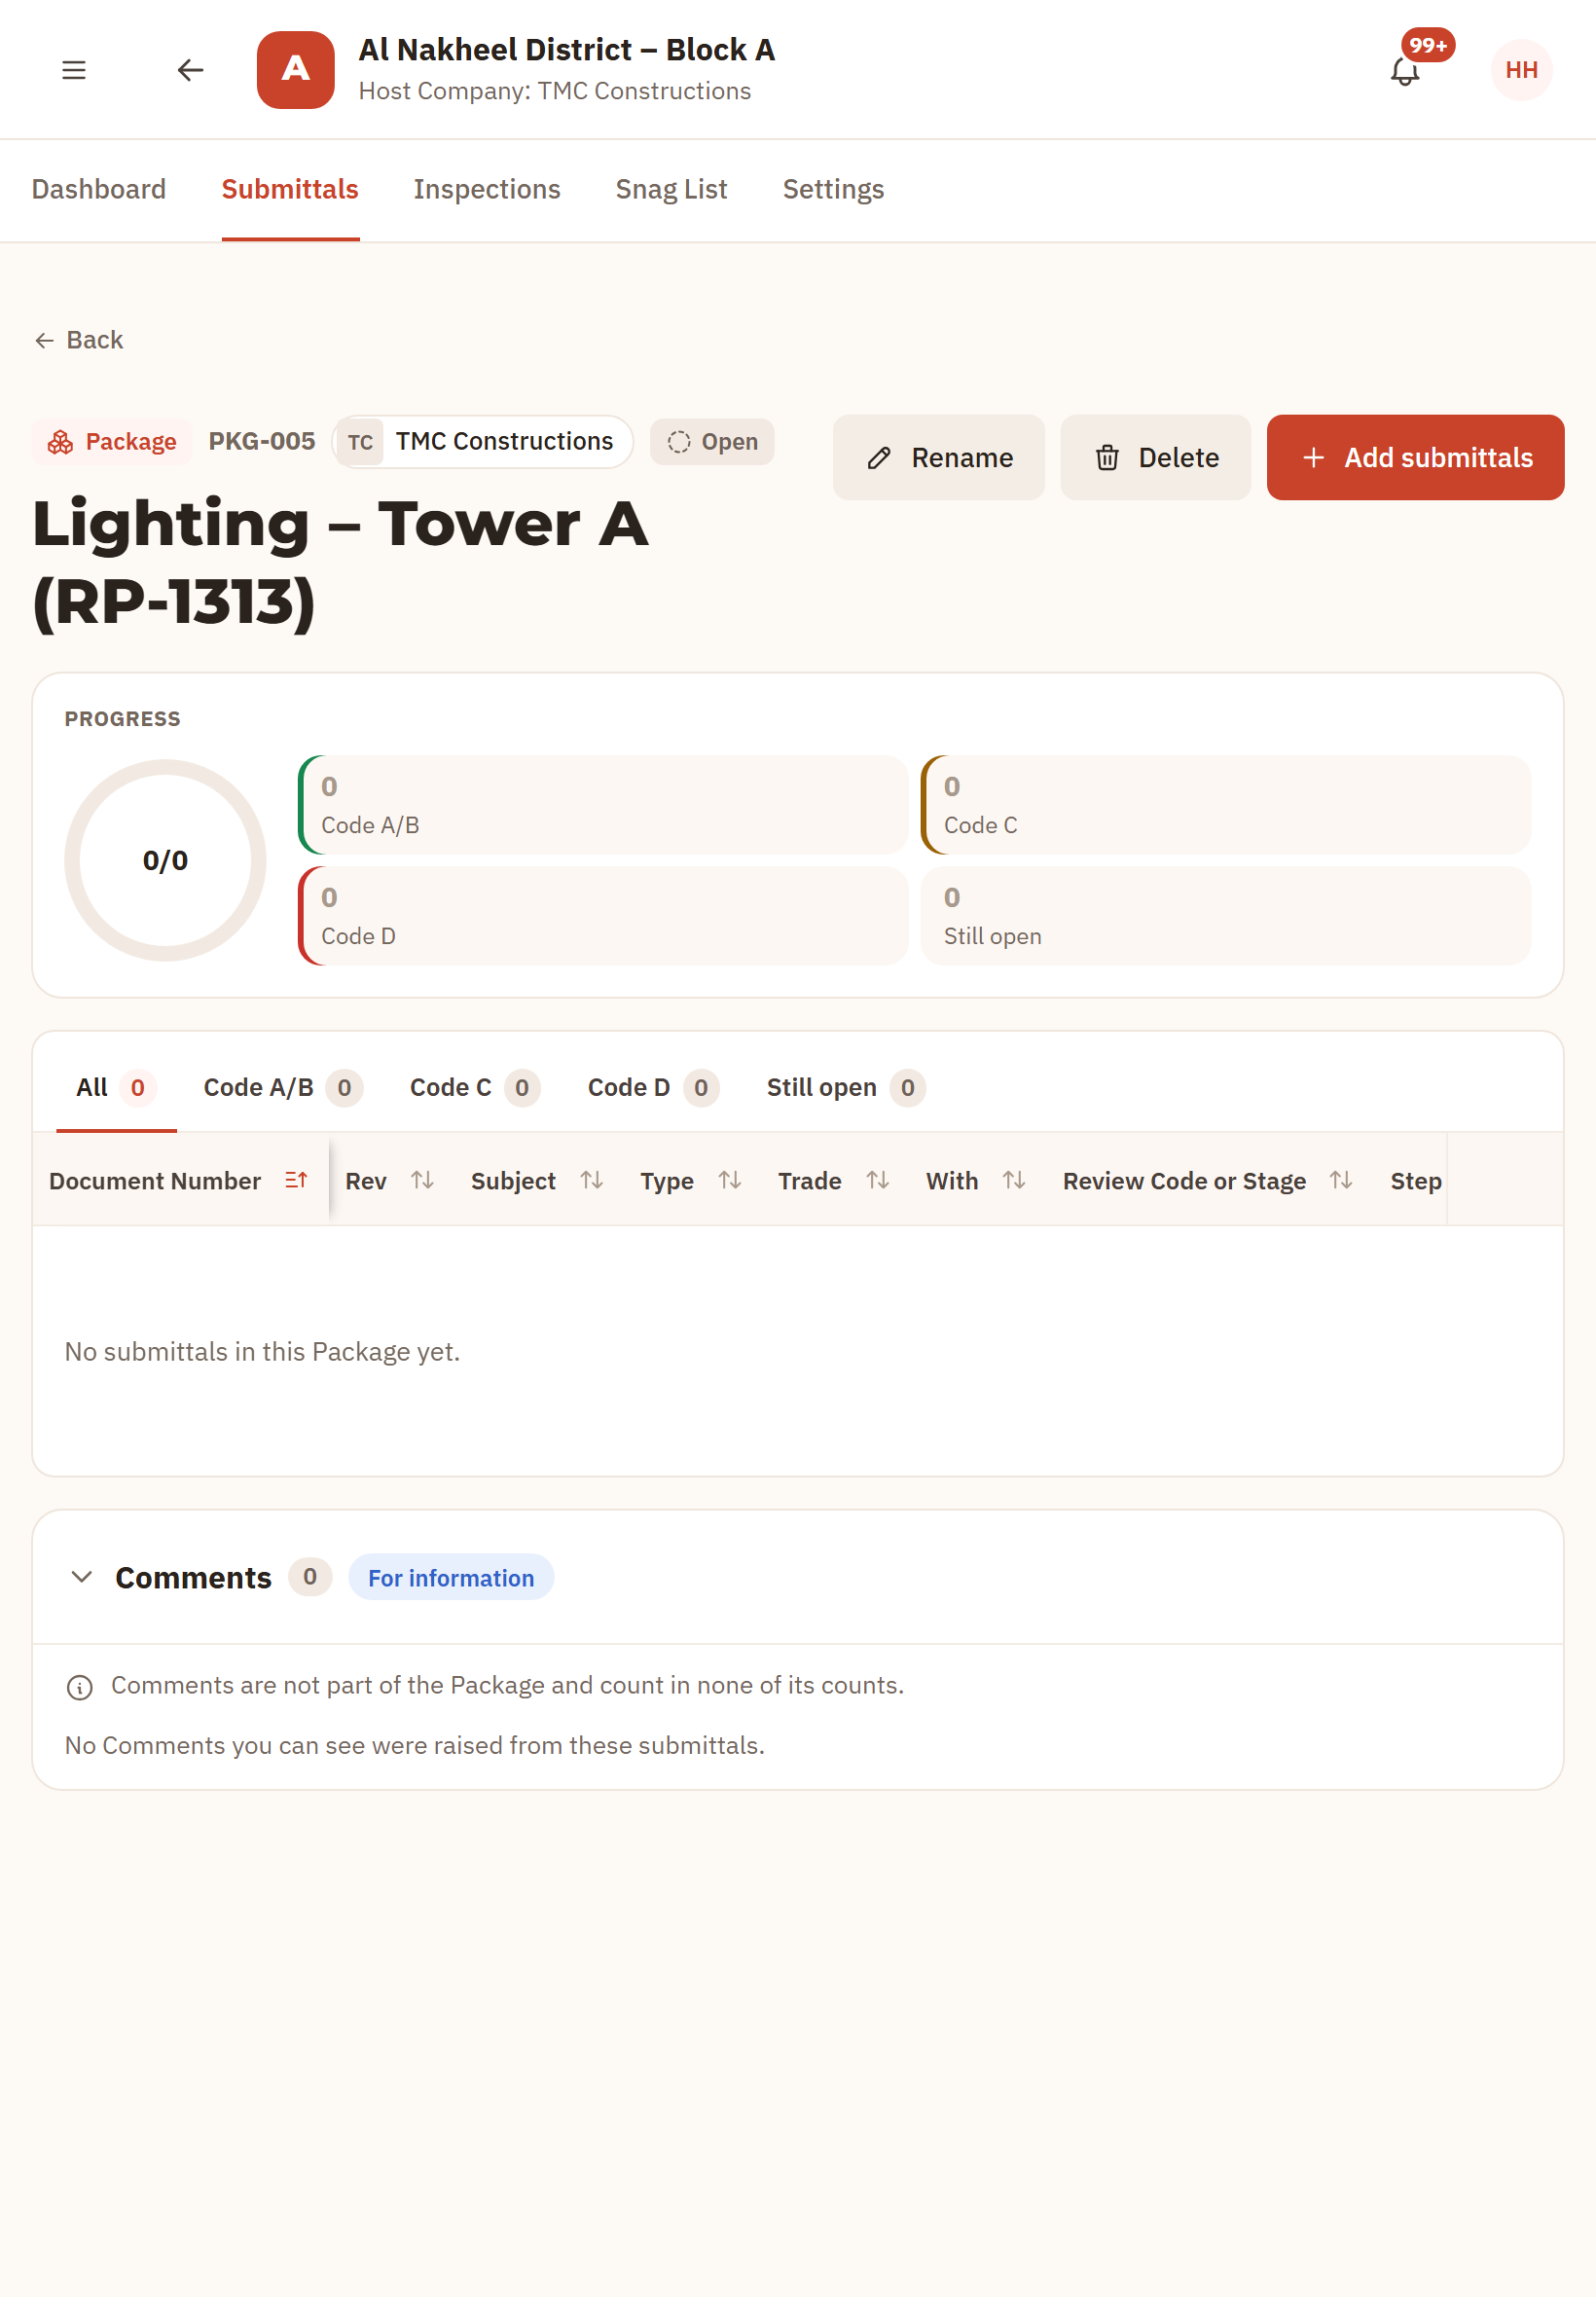 A
Al Nakheel District – Block A
Host Company: TMC Constructions
99+
HH
Dashboard
Submittals
Inspections
Snag List
Settings
Back
Package
PKG-005
TC
TMC Constructions
Open
Rename
Delete
Add submittals
Lighting – Tower A
(RP-1313)
PROGRESS
0/0
0
Code A/B
0
Code C
0
Code D
0
Still open
All 0
Code A/B 0
Code C 0
Code D 0
Still open 0
Document Number
Rev
Subject
Type
Trade
With
Review Code or Stage
Step
No submittals in this Package yet.
Comments 0 For information
Comments are not part of the Package and count in none of its counts.
No Comments you can see were raised from these submittals.